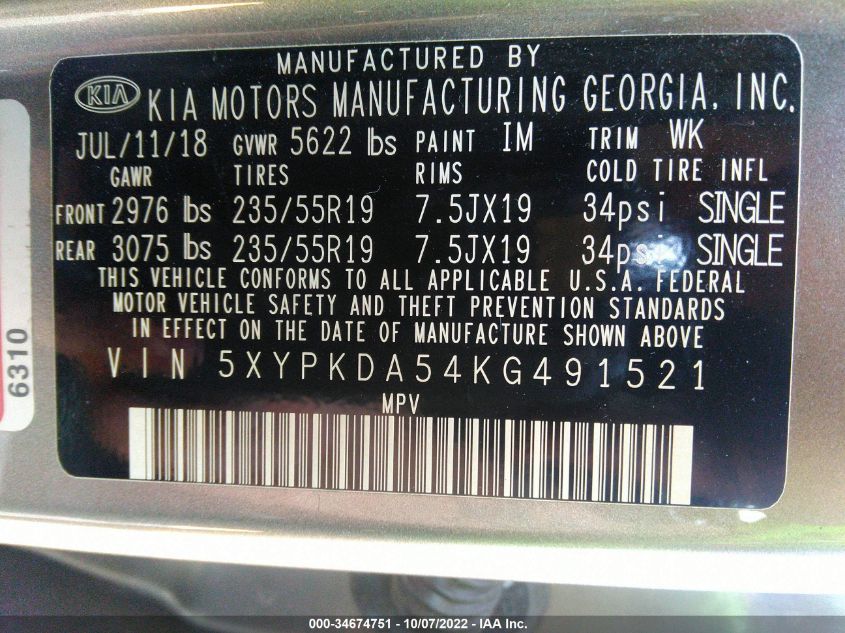 MANUFACTURED BY
KIA KIA MOTORS MANUFACTURING GEORGIA, INC.
JUL/11/18 GVWR 5622 lbs PAINT IM TRIM WK
GAWR TIRES RIMS COLD TIRE INFL
FRONT 2976 lbs 235/55R19 7.5JX19 34psi SINGLE
REAR 3075 lbs 235/55R19 7.5JX19 34psi SINGLE
THIS VEHICLE CONFORMS TO ALL APPLICABLE U.S.A. FEDERAL
MOTOR VEHICLE SAFETY AND THEFT PREVENTION STANDARDS
IN EFFECT ON THE DATE OF MANUFACTURE SHOWN ABOVE
VIN 5XYPKDA54KG491521
MPV
6310
000-34674751 | 10/07/2022 - IAA Inc.